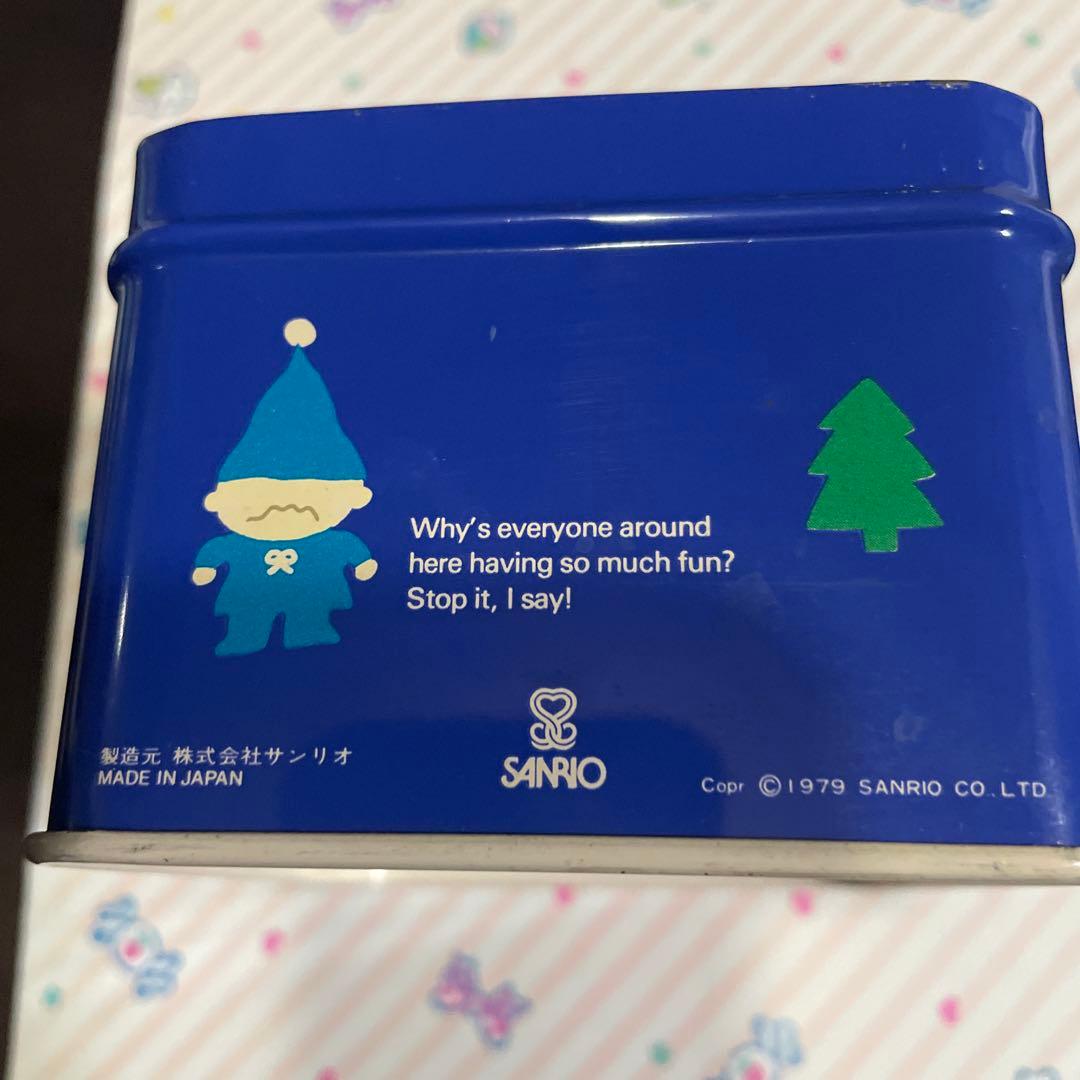 Why's everyone around
here having so much fun?
Stop it, I say!
SANRIO
製造元 株式会社サンリオ
MADE IN JAPAN
Copr ©1979 SANRIO CO.,LTD.